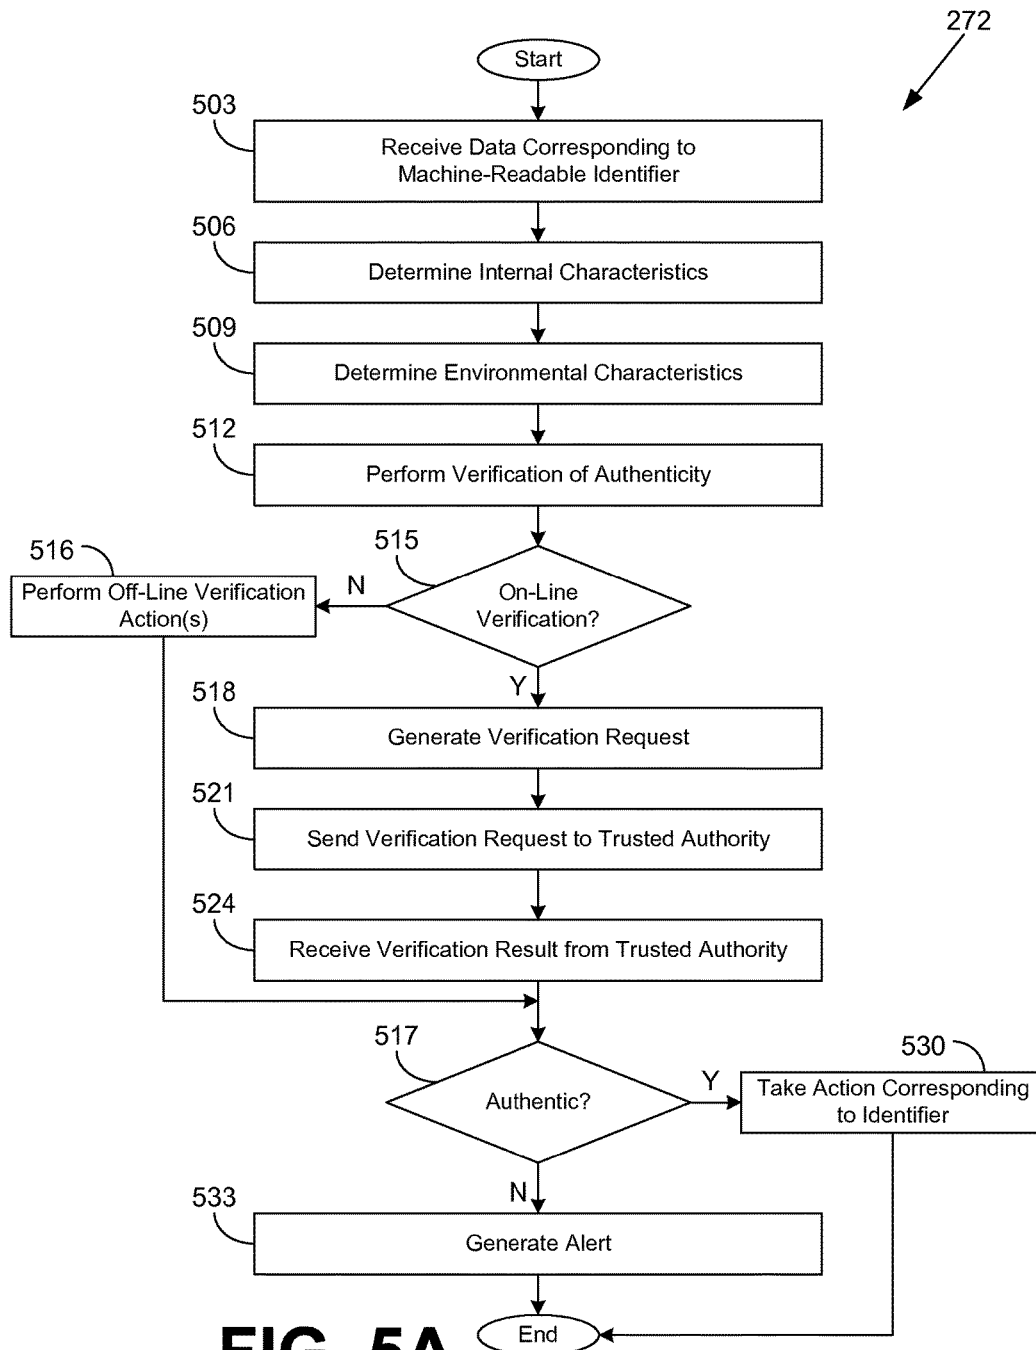 272
Start
503
Receive Data Corresponding to
Machine-Readable Identifier
506
Determine Internal Characteristics
509
Determine Environmental Characteristics
512
Perform Verification of Authenticity
515
516
Perform Off-Line Verification
Action(s)
N
On-Line
Verification?
Y
518
Generate Verification Request
521
Send Verification Request to Trusted Authority
524
Receive Verification Result from Trusted Authority
517
Authentic?
Y
530
Take Action Corresponding
to Identifier
N
533
Generate Alert
FIG. 5A
End